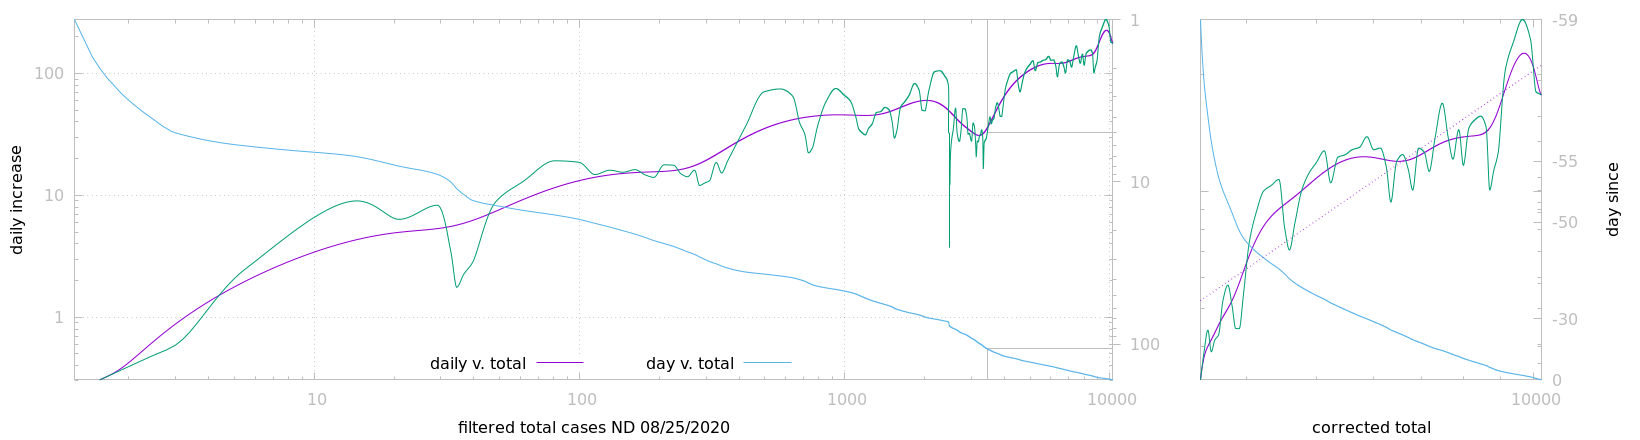 daily increase
100
10
1
10
100
1000
10000
1
10
100
daily v. total
day v. total
filtered total cases ND 08/25/2020
-59
-55
-50
-30
0
day since
10000
corrected total